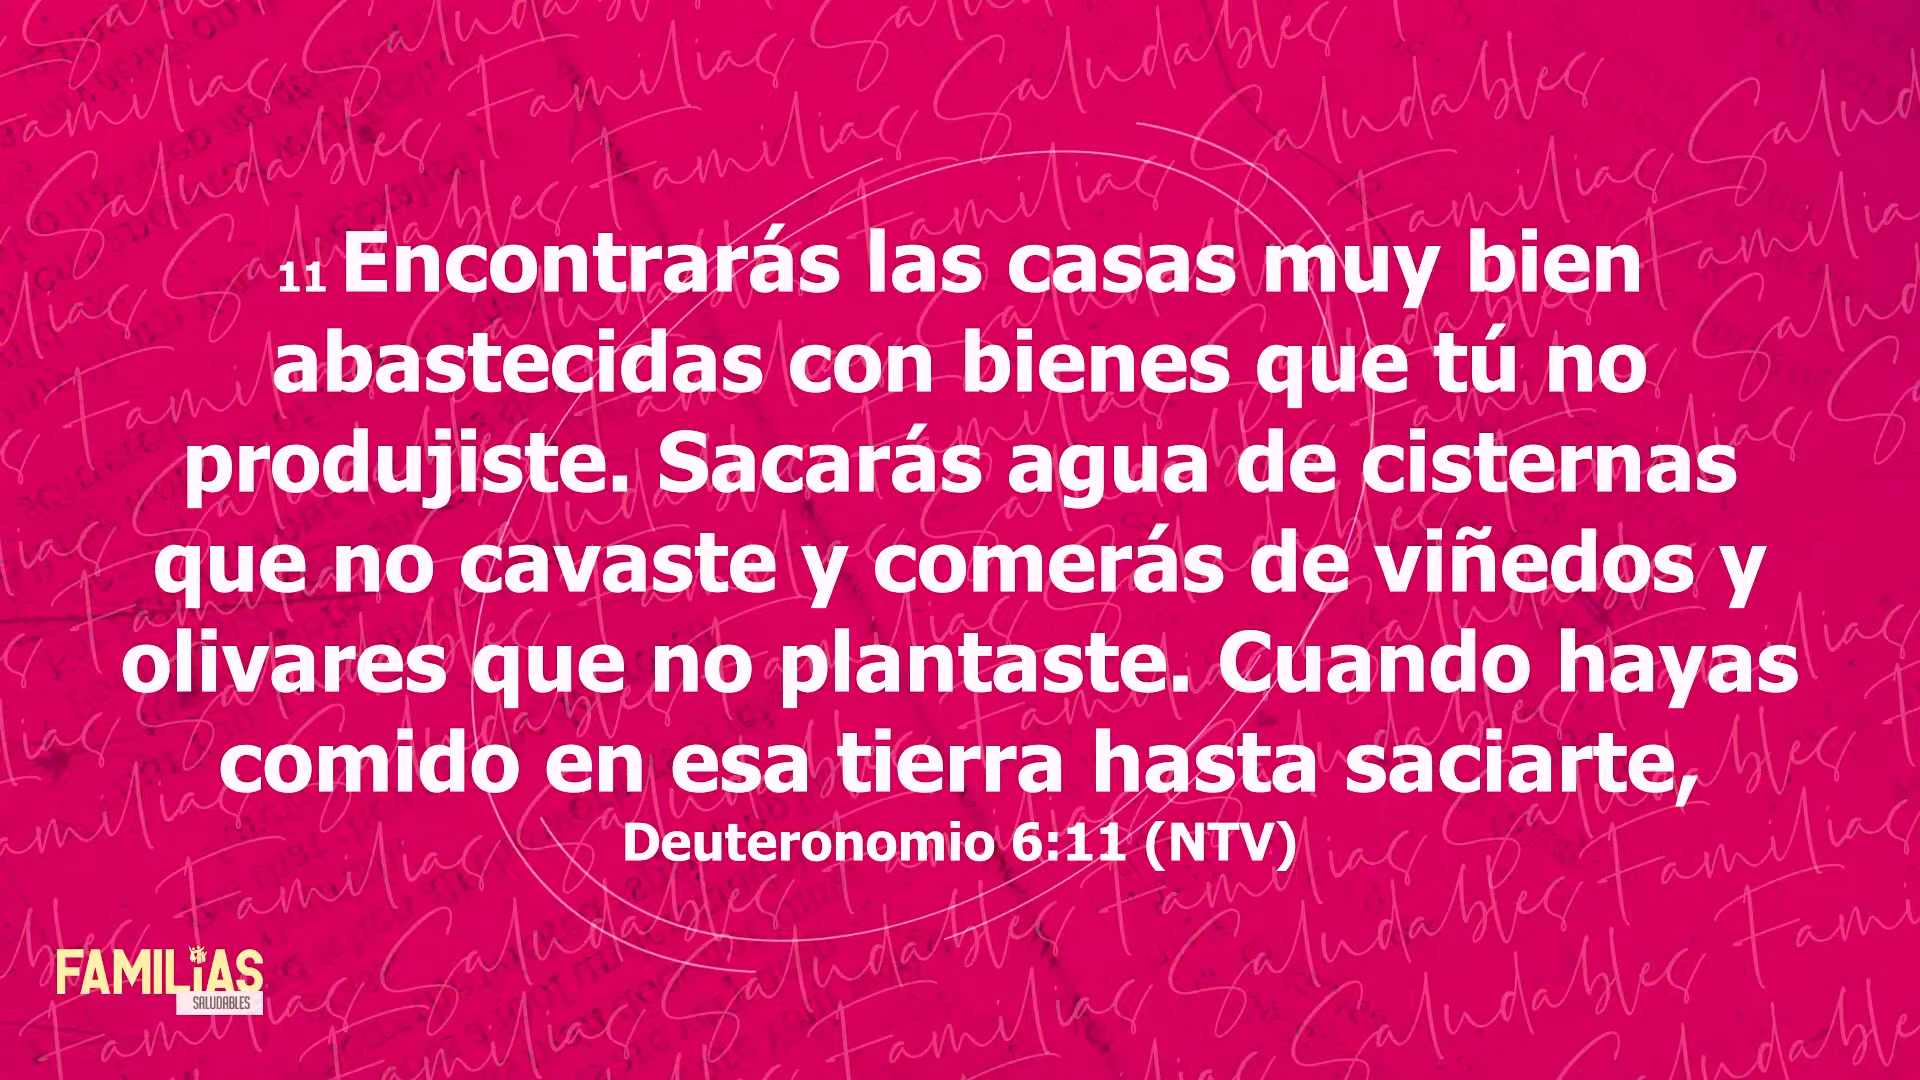 11 Encontrarás las casas muy bien
abastecidas con bienes que tú no
produjiste. Sacarás agua de cisternas
que no cavaste y comerás de viñedos y
olivares que no plantaste. Cuando hayas
comido en esa tierra hasta saciarte,
Deuteronomio 6:11 (NTV)
FAMILiAS
SALUDABLES